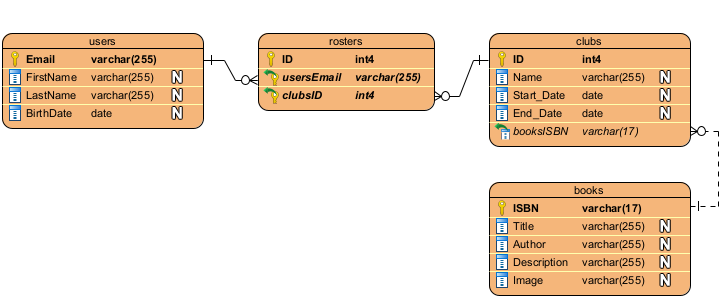 users
Email varchar(255)
FirstName varchar(255) N
LastName varchar(255) N
BirthDate date N
rosters
ID int4
usersEmail varchar(255)
clubsID int4
clubs
ID int4
Name varchar(255) N
Start_Date date N
End_Date date N
booksISBN varchar(17)
books
ISBN varchar(17)
Title varchar(255) N
Author varchar(255) N
Description varchar(255) N
Image varchar(255) N